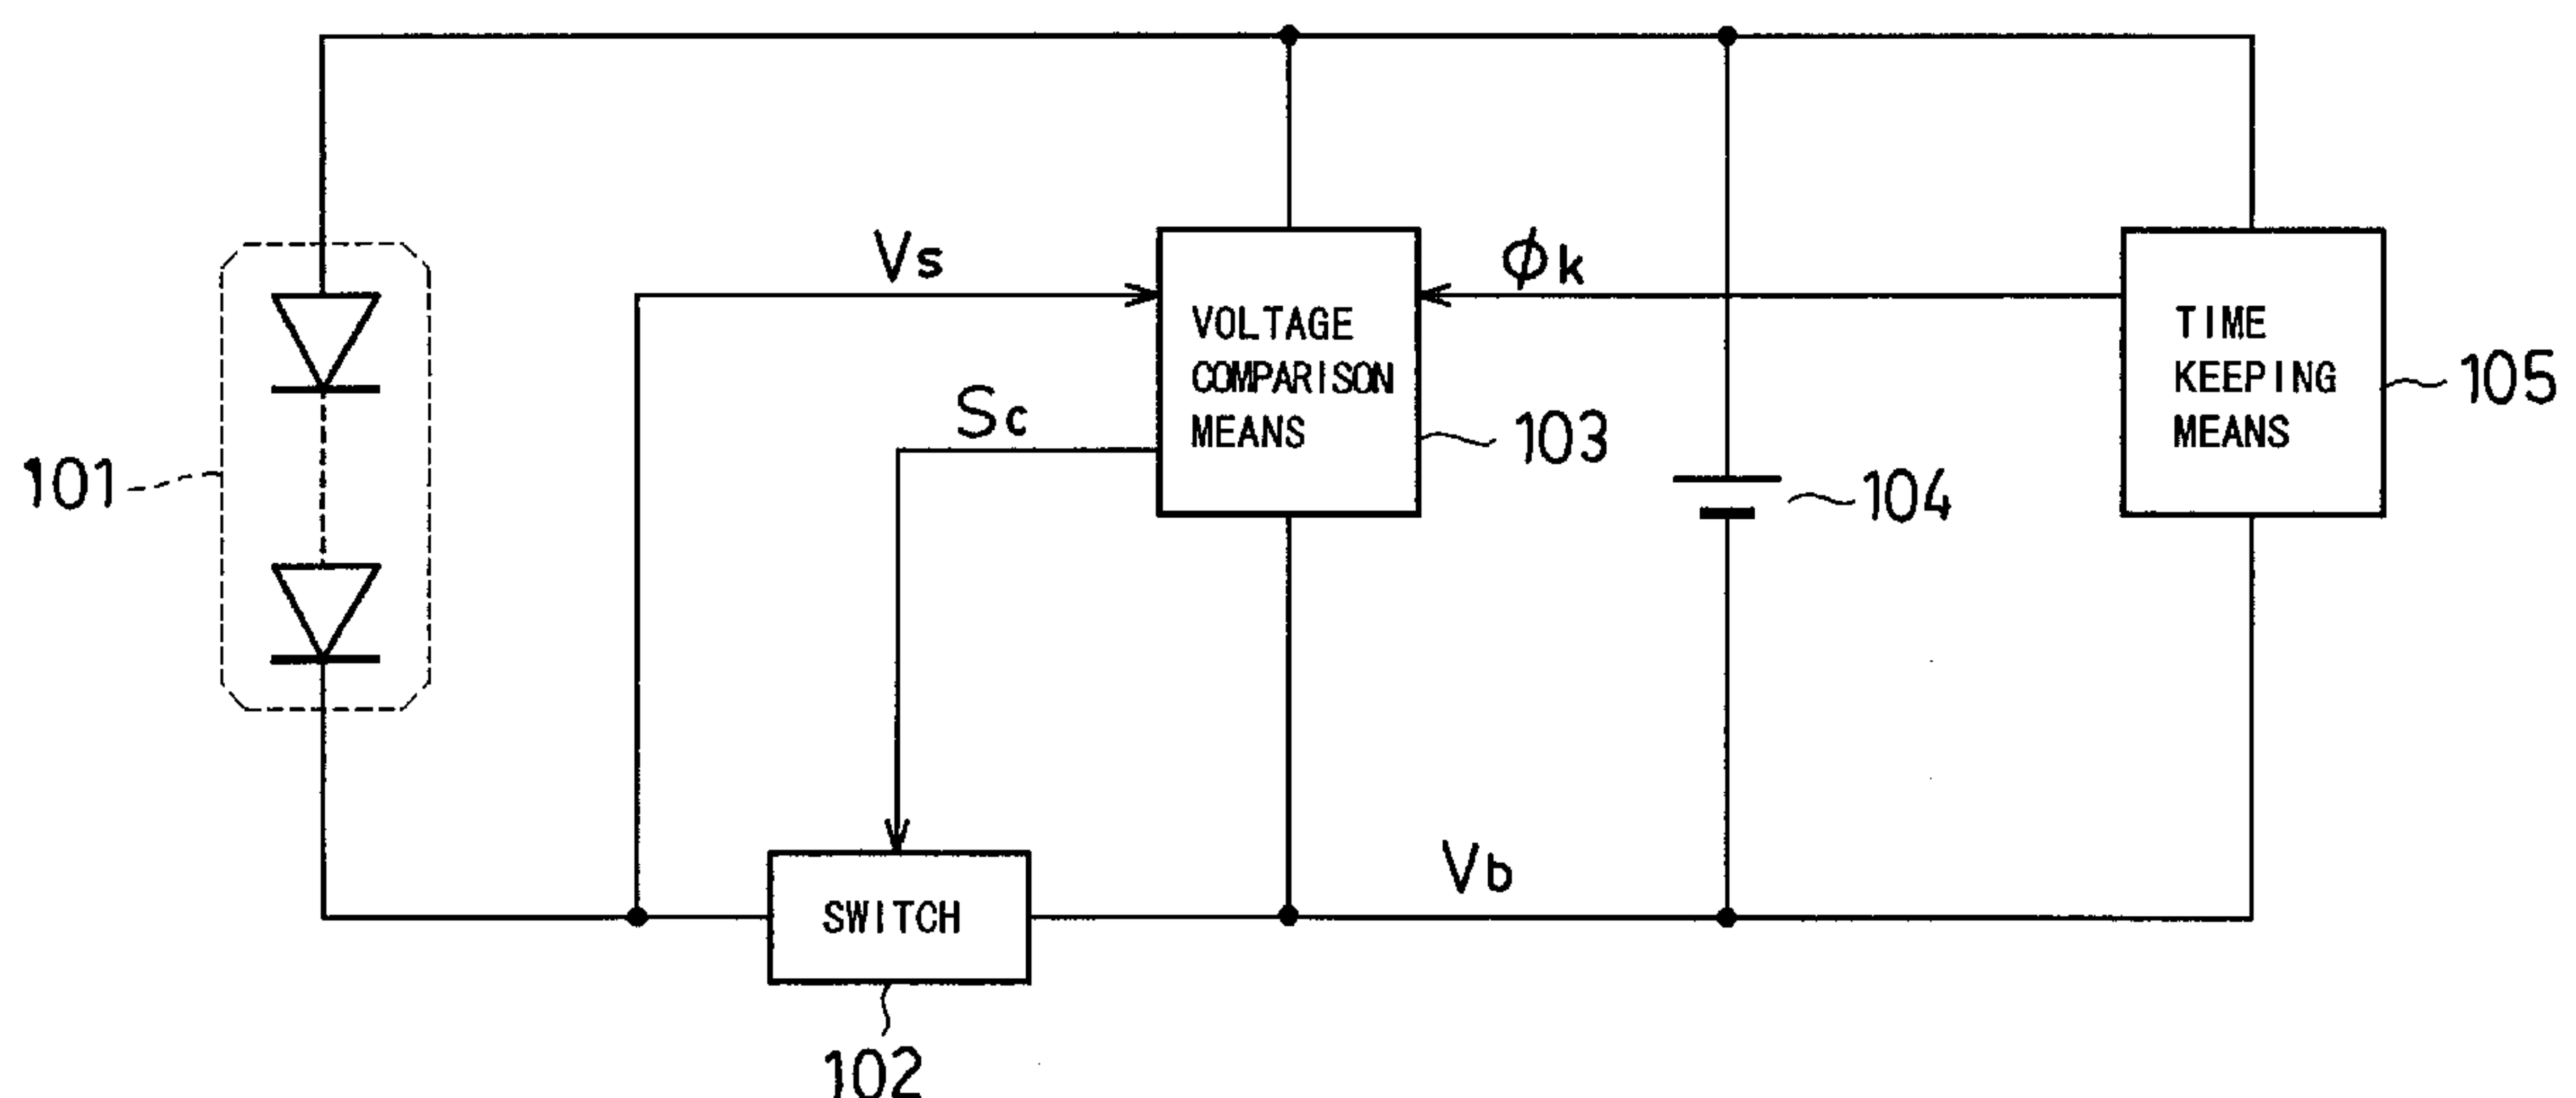 Vs
ϕk
VOLTAGE
COMPARISON
MEANS
TIME
KEEPING
MEANS
105
Sc
103
101
104
Vb
SWITCH
102